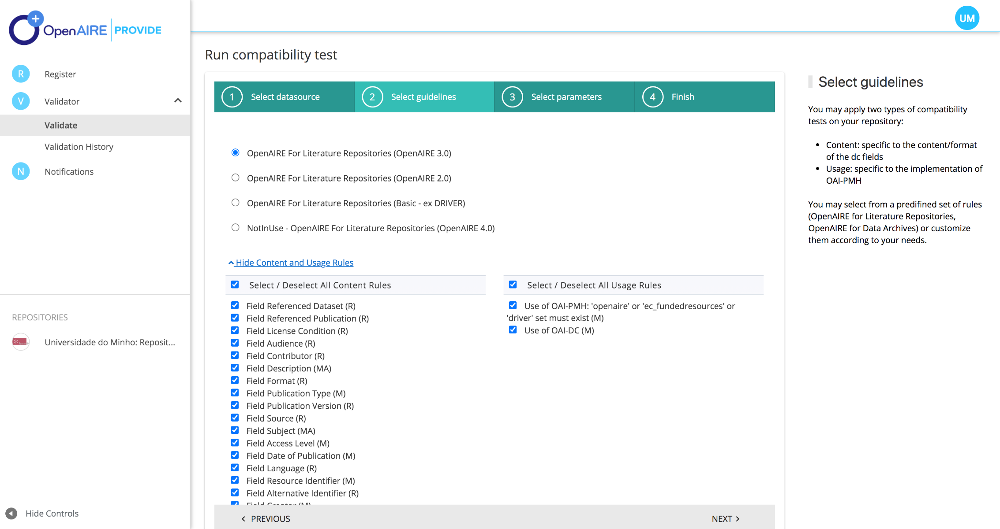 OpenAIRE PROVIDE
UM
R Register
V Validator
Validate
Validation History
N Notifications
REPOSITORIES
Universidade do Minho: Reposit...
Hide Controls
Run compatibility test
1 Select datasource
2 Select guidelines
3 Select parameters
4 Finish
OpenAIRE For Literature Repositories (OpenAIRE 3.0)
OpenAIRE For Literature Repositories (OpenAIRE 2.0)
OpenAIRE For Literature Repositories (Basic - ex DRIVER)
NotInUse - OpenAIRE For Literature Repositories (OpenAIRE 4.0)
Hide Content and Usage Rules
Select / Deselect All Content Rules
Field Referenced Dataset (R)
Field Referenced Publication (R)
Field License Condition (R)
Field Audience (R)
Field Contributor (R)
Field Description (MA)
Field Format (R)
Field Publication Type (M)
Field Publication Version (R)
Field Source (R)
Field Subject (MA)
Field Access Level (M)
Field Date of Publication (M)
Field Language (R)
Field Resource Identifier (M)
Field Alternative Identifier (R)
Field Creator (M)
Select / Deselect All Usage Rules
Use of OAI-PMH: 'openaire' or 'ec_fundedresources' or
'driver' set must exist (M)
Use of OAI-DC (M)
PREVIOUS
NEXT
Select guidelines
You may apply two types of compatibility
tests on your repository:
Content: specific to the content/format
of the dc fields
Usage: specific to the implementation of
OAI-PMH
You may select from a predifined set of rules
(OpenAIRE for Literature Repositories,
OpenAIRE for Data Archives) or customize
them according to your needs.